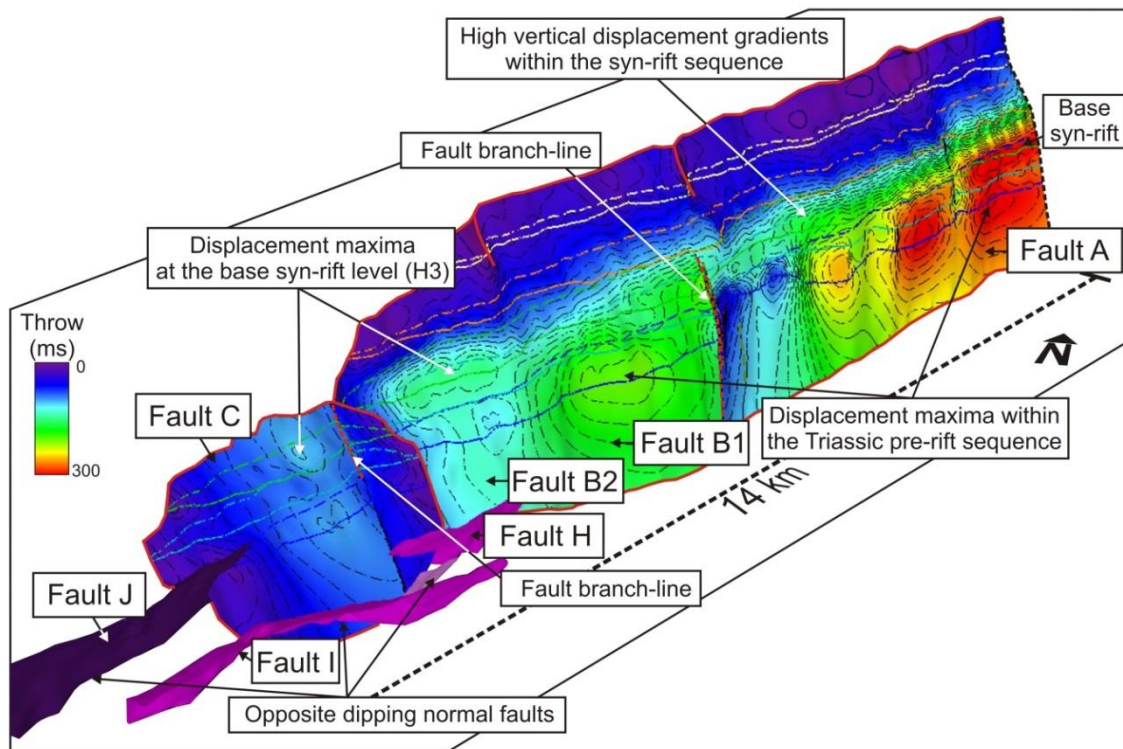 High vertical displacement gradients
within the syn-rift sequence
Base
syn-rift
Fault branch-line
Displacement maxima
at the base syn-rift level (H3)
Fault A
Throw
(ms)
0
300
N
Fault C
Displacement maxima within
the Triassic pre-rift sequence
Fault B1
Fault B2
14 km
Fault H
Fault branch-line
Fault J
Fault I
Opposite dipping normal faults